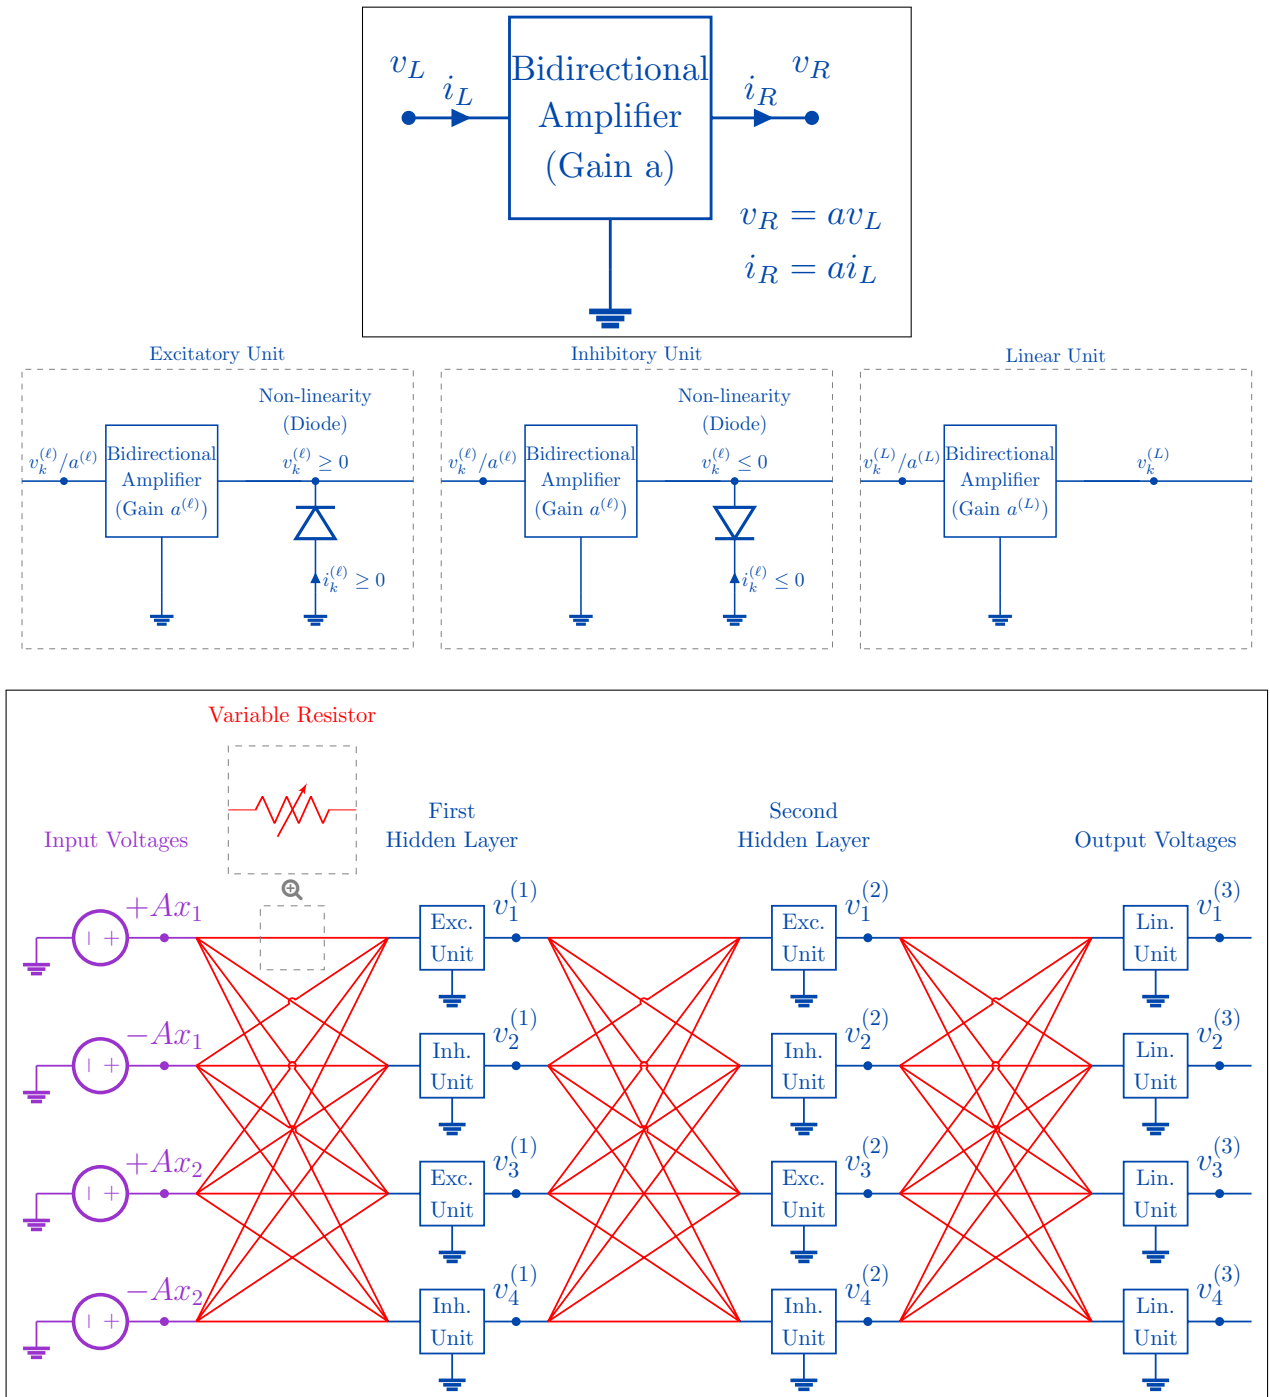 v_L
i_L
Bidirectional
Amplifier
(Gain a)
i_R
v_R
v_R = av_L
i_R = ai_L
Excitatory Unit
Non-linearity
(Diode)
v_k^{(ℓ)}/a^{(ℓ)}
Bidirectional
Amplifier
(Gain a^{(ℓ)})
v_k^{(ℓ)} ≥ 0
i_k^{(ℓ)} ≥ 0
Inhibitory Unit
Non-linearity
(Diode)
v_k^{(ℓ)}/a^{(ℓ)}
Bidirectional
Amplifier
(Gain a^{(ℓ)})
v_k^{(ℓ)} ≤ 0
i_k^{(ℓ)} ≤ 0
Linear Unit
v_k^{(L)}/a^{(L)}
Bidirectional
Amplifier
(Gain a^{(L)})
v_k^{(L)}
Variable Resistor
Input Voltages
First
Hidden Layer
Second
Hidden Layer
Output Voltages
+Ax_1
Exc.
Unit
v_1^{(1)}
Exc.
Unit
v_1^{(2)}
Lin.
Unit
v_1^{(3)}
−Ax_1
Inh.
Unit
v_2^{(1)}
Inh.
Unit
v_2^{(2)}
Lin.
Unit
v_2^{(3)}
+Ax_2
Exc.
Unit
v_3^{(1)}
Exc.
Unit
v_3^{(2)}
Lin.
Unit
v_3^{(3)}
−Ax_2
Inh.
Unit
v_4^{(1)}
Inh.
Unit
v_4^{(2)}
Lin.
Unit
v_4^{(3)}